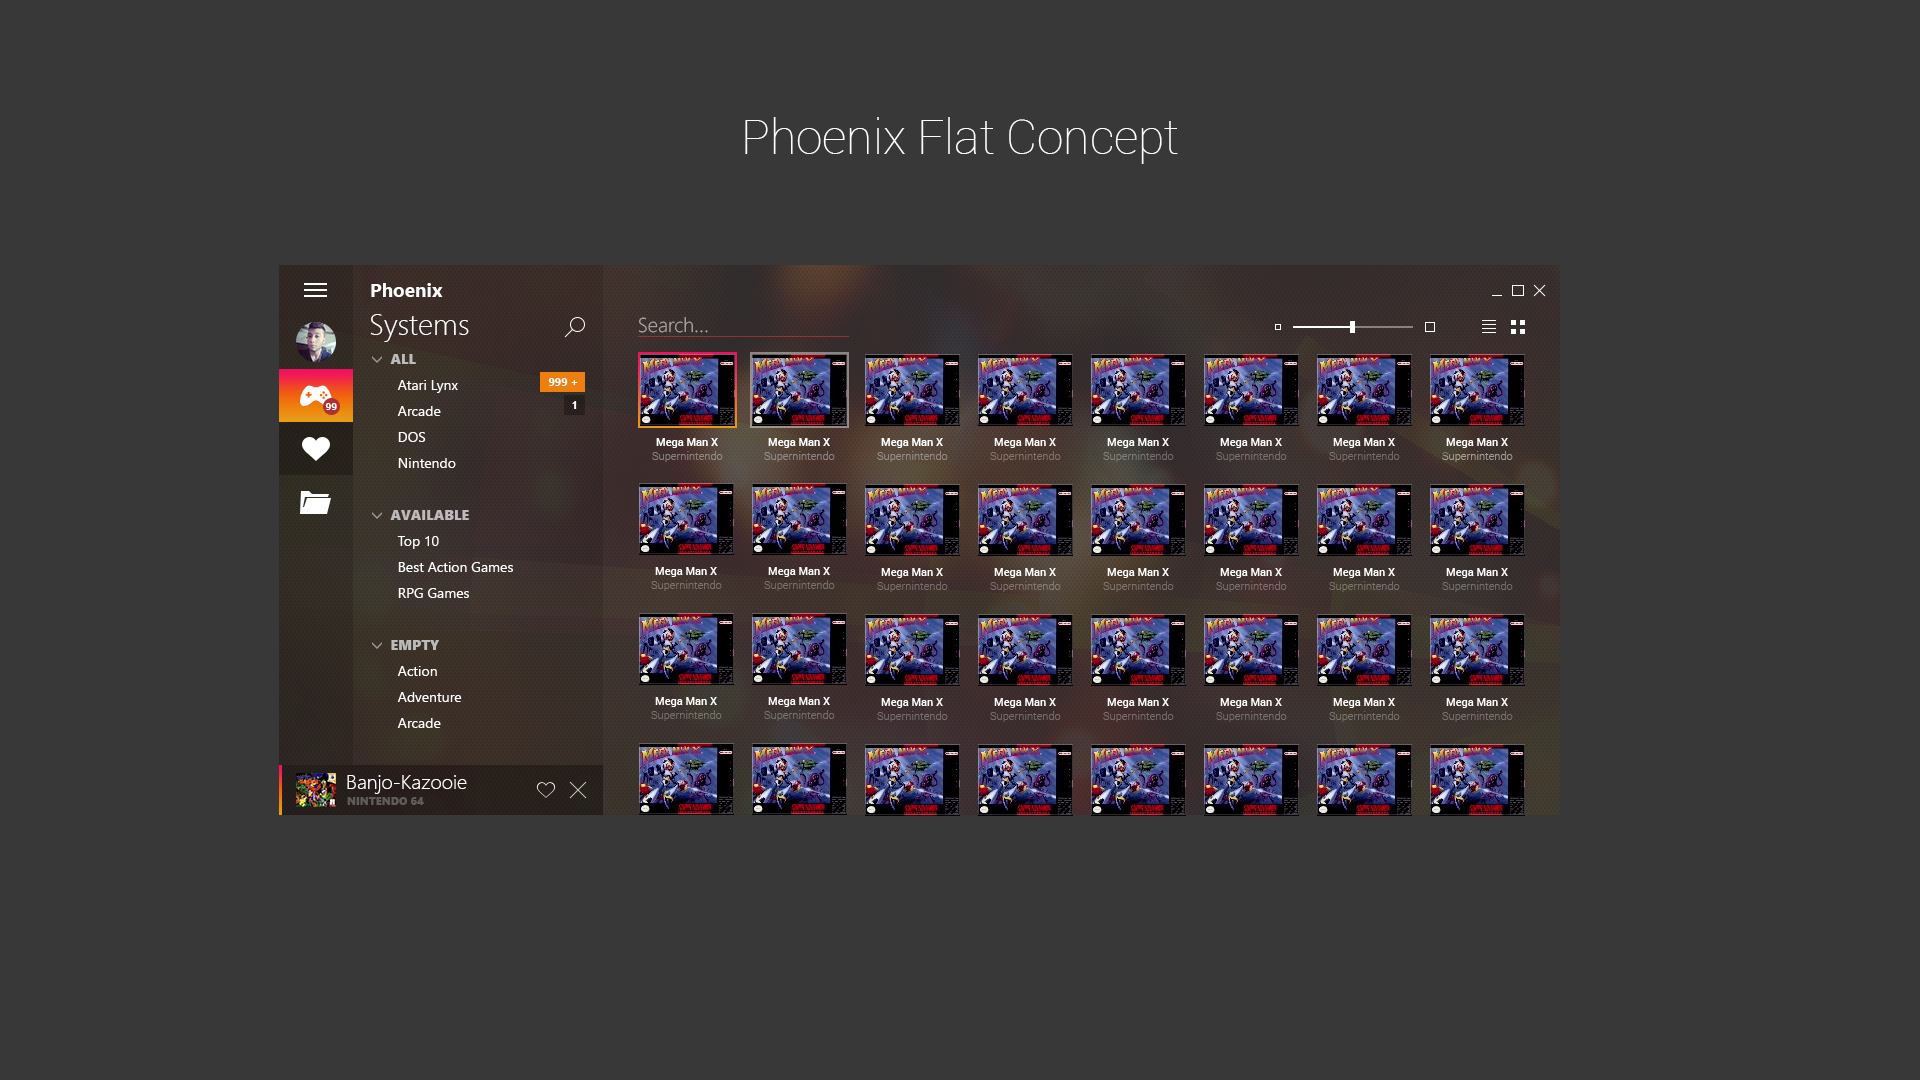 Phoenix Flat Concept
Phoenix
Systems
ALL
Atari Lynx 999 +
Arcade 1
DOS
Nintendo
AVAILABLE
Top 10
Best Action Games
RPG Games
EMPTY
Action
Adventure
Arcade
99
Banjo-Kazooie
NINTENDO 64
Search...
Mega Man X Mega Man X Mega Man X Mega Man X Mega Man X Mega Man X Mega Man X Mega Man X
Supernintendo Supernintendo Supernintendo Supernintendo Supernintendo Supernintendo Supernintendo Supernintendo
Mega Man X Mega Man X Mega Man X Mega Man X Mega Man X Mega Man X Mega Man X Mega Man X
Supernintendo Supernintendo Supernintendo Supernintendo Supernintendo Supernintendo Supernintendo Supernintendo
Mega Man X Mega Man X Mega Man X Mega Man X Mega Man X Mega Man X Mega Man X Mega Man X
Supernintendo Supernintendo Supernintendo Supernintendo Supernintendo Supernintendo Supernintendo Supernintendo